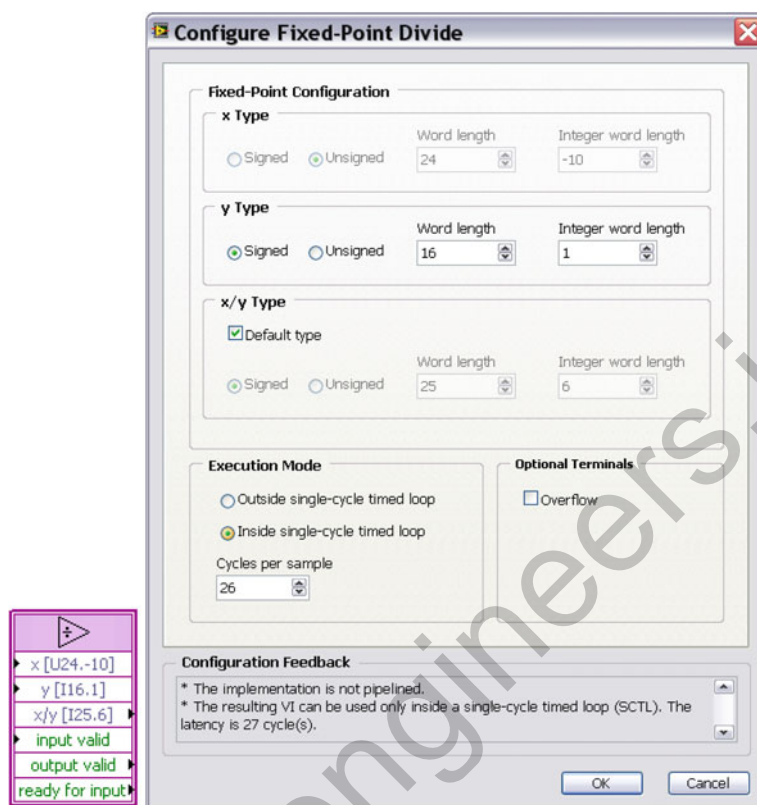 Configure Fixed-Point Divide
Fixed-Point Configuration
x Type
Word length Integer word length
Signed Unsigned 24 -10
y Type
Word length Integer word length
Signed Unsigned 16 1
x/y Type
Default type
Word length Integer word length
Signed Unsigned 25 6
Execution Mode
Outside single-cycle timed loop
Inside single-cycle timed loop
Cycles per sample
26
Optional Terminals
Overflow
x [U24.-10]
y [I16.1]
x/y [I25.6]
input valid
output valid
ready for input
Configuration Feedback
* The implementation is not pipelined.
* The resulting VI can be used only inside a single-cycle timed loop (SCTL). The
latency is 27 cycle(s).
OK Cancel
engineers.i